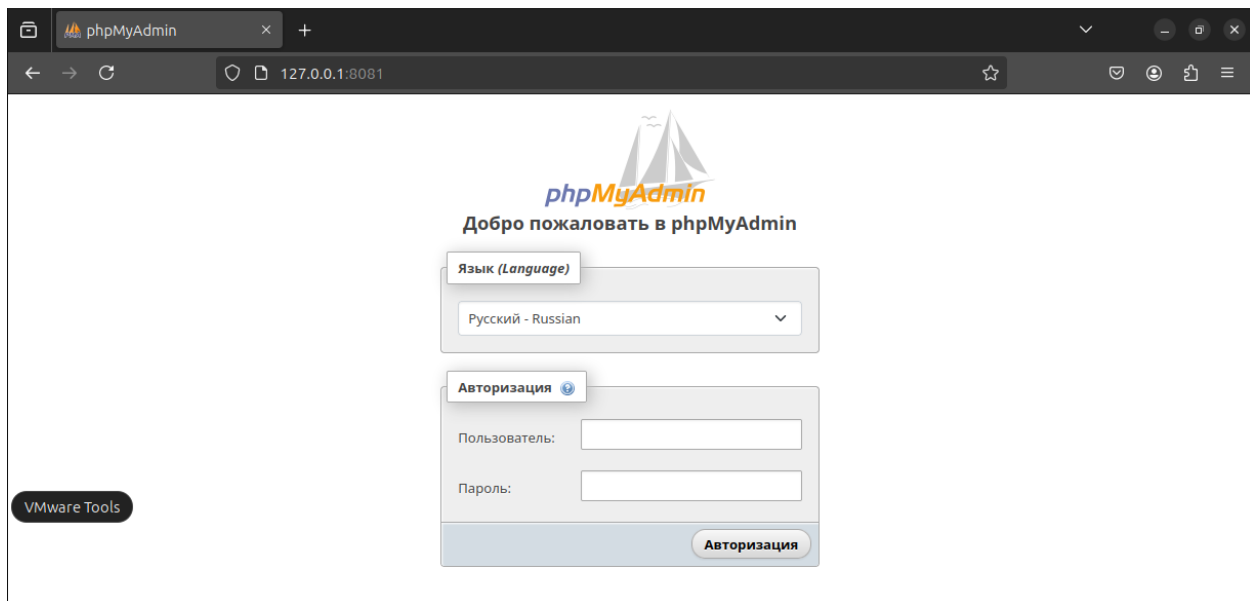 phpMyAdmin
127.0.0.1:8081
phpMyAdmin
Добро пожаловать в phpMyAdmin
Язык (Language)
Русский - Russian
Авторизация
Пользователь:
Пароль:
VMware Tools
Авторизация